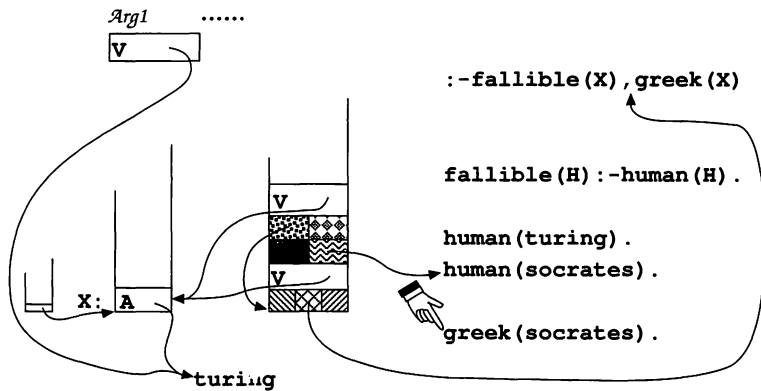 Arg1 ......
V
:-fallible(X),greek(X)
fallible(H):-human(H).
V
human(turing).
human(socrates).
V
X: A
greek(socrates).
turing